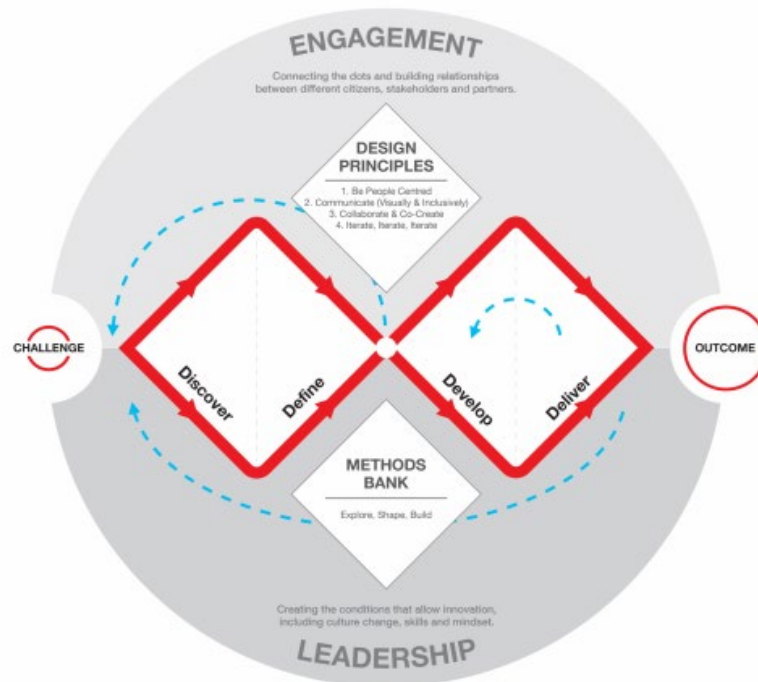 ENGAGEMENT
Connecting the dots and building relationships
between different citizens, stakeholders and partners.
DESIGN
PRINCIPLES
1. Be People Centred
2. Communicate (Visually & Inclusively)
3. Collaborate & Co-Create
4. Iterate, Iterate, Iterate
CHALLENGE
Discover
Define
Develop
Deliver
OUTCOME
METHODS
BANK
Explore, Shape, Build
Creating the conditions that allow innovation,
including culture change, skills and mindset.
LEADERSHIP